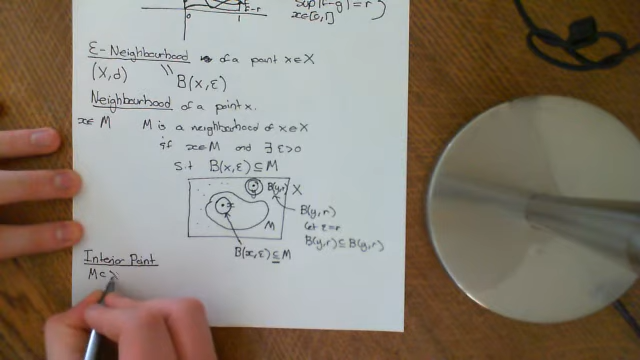 sup|f-g|=r
x∈[0,1]
0 1 f-r
ε-Neighbourhood of a point x∈X
(X,d) B(x,ε)
Neighbourhood of a point x.
x∈M M is a neighbourhood of x∈X
if x∈M and ∃ ε>0
s.t B(x,ε)⊆M
B(y,r) X
M
B(y,r)
Let ε=r
B(y,r)⊆B(y,r)
B(x,ε)⊆M
Interior Point
M⊂